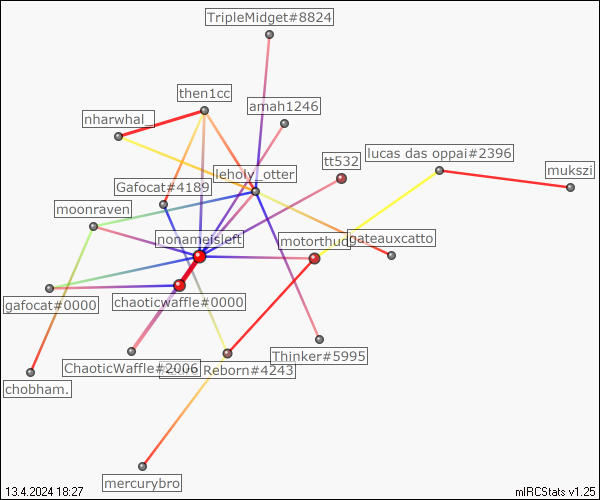 TripleMidget#8824
then1cc
amah1246
nharwhal_
tt532
lucas das oppai#2396
mukszi
leholy_otter
Gafocat#4189
moonraven
nonameisleft
motorthud
gateauxcatto
gafocat#0000
chaoticwaffle#0000
Thinker#5995
ChaoticWaffle#2006
Reborn#4243
chobham.
mercurybro
13.4.2024 18:27
mIRCStats v1.25